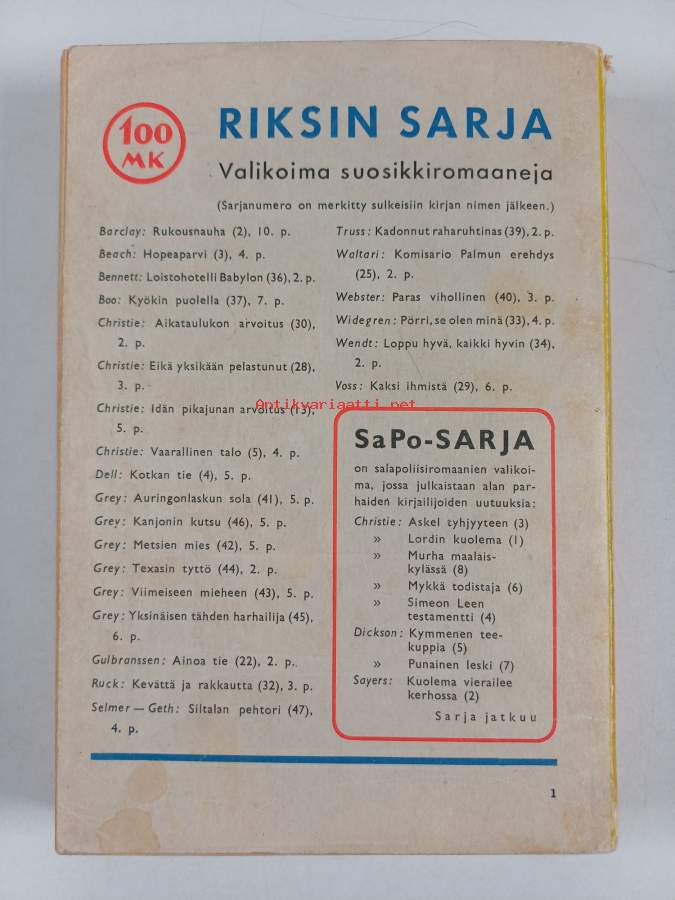 100
MK
RIKSIN SARJA
Valikoima suosikkiromaaneja
(Sarjanumero on merkitty sulkeisiin kirjan nimen jälkeen.)
Barclay: Rukousnauha (2), 10. p.
Beach: Hopeaparvi (3), 4. p.
Bennett: Loistohotelli Babylon (36), 2. p.
Boo: Kyökin puolella (37), 7. p.
Christie: Aikataulukon arvoitus (30),
2. p.
Christie: Eikä yksikään pelastunut (28),
3. p.
Christie: Idän pikajunan arvoitus (13),
5. p.
Christie: Vaarallinen talo (5), 4. p.
Dell: Kotkan tie (4), 5. p.
Grey: Auringonlaskun sola (41), 5. p.
Grey: Kanjonin kutsu (46), 5. p.
Grey: Metsien mies (42), 5. p.
Grey: Texasin tyttö (44), 2. p.
Grey: Viimeiseen mieheen (43), 5. p.
Grey: Yksinäisen tähden harhailija (45),
6. p.
Gulbranssen: Ainoa tie (22), 2. p.
Ruck: Kevättä ja rakkautta (32), 3. p.
Selmer — Geth: Siltalan pehtori (47),
4. p.
Truss: Kadonnut raharuhtinas (39), 2. p.
Waltari: Komisario Palmun erehdys
(25), 2. p.
Webster: Paras vihollinen (40), 3. p.
Widegren: Pörri, se olen minä (33), 4. p.
Wendt: Loppu hyvä, kaikki hyvin (34),
2. p.
Voss: Kaksi ihmistä (29), 6. p.
Antikvariaatti.net
SaPo-SARJA
on salapoliisiromaanien valikoi-
ma, jossa julkaistaan alan par-
haiden kirjailijoiden uutuuksia:
Christie: Askel tyhjyyteen (3)
» Lordin kuolema (1)
» Murha maalais-
kylässä (8)
» Mykkä todistaja (6)
» Simeon Leen
testamentti (4)
Dickson: Kymmenen tee-
kuppia (5)
» Punainen leski (7)
Sayers: Kuolema vierailee
kerhossa (2)
Sarja jatkuu
1